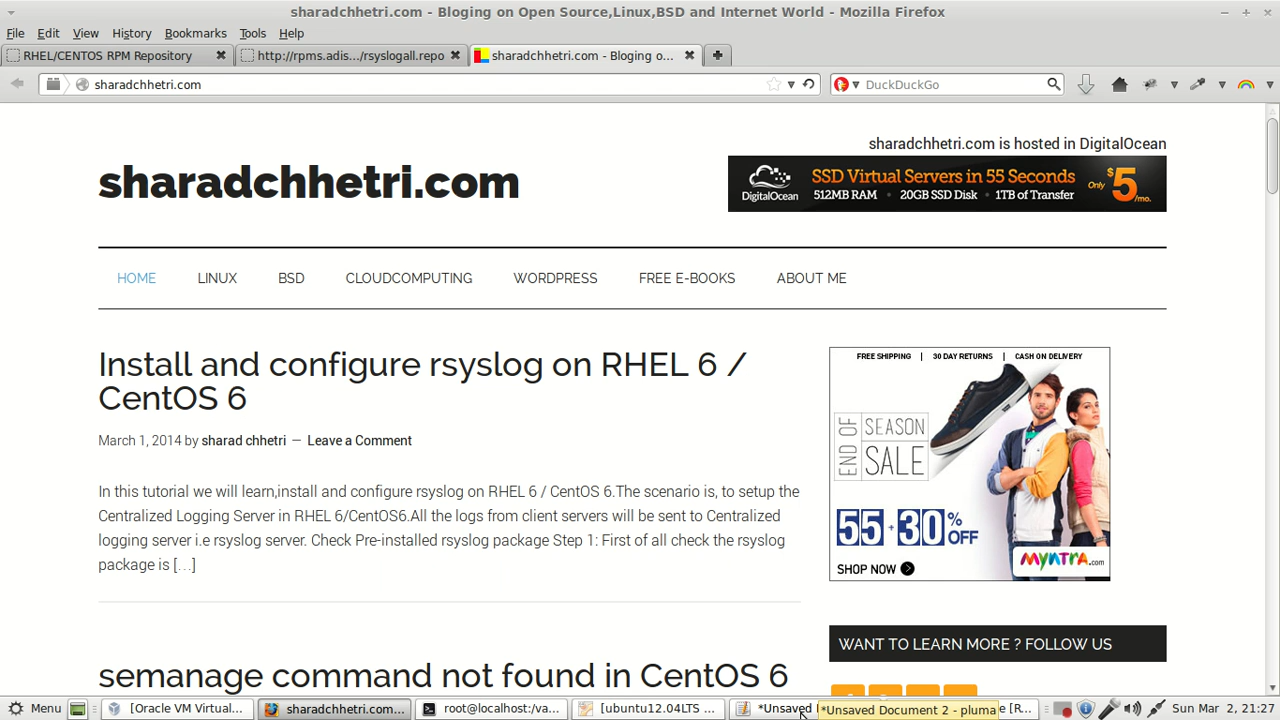 sharadchhetri.com - Bloging on Open Source,Linux,BSD and Internet World - Mozilla Firefox
File Edit View History Bookmarks Tools Help
RHEL/CENTOS RPM Repository
http://rpms.adis.../rsyslogall.repo
sharadchhetri.com - Bloging o...
sharadchhetri.com
DuckDuckGo
sharadchhetri.com is hosted in DigitalOcean
sharadchhetri.com
DigitalOcean
SSD Virtual Servers in 55 Seconds
512MB RAM • 20GB SSD Disk • 1TB of Transfer
Only $5/mo.
HOME LINUX BSD CLOUDCOMPUTING WORDPRESS FREE E-BOOKS ABOUT ME
Install and configure rsyslog on RHEL 6 /
CentOS 6
March 1, 2014 by sharad chhetri — Leave a Comment
In this tutorial we will learn,install and configure rsyslog on RHEL 6 / CentOS 6.The scenario is, to setup the
Centralized Logging Server in RHEL 6/CentOS6.All the logs from client servers will be sent to Centralized
logging server i.e rsyslog server. Check Pre-installed rsyslog package Step 1: First of all check the rsyslog
package is [...]
semanage command not found in CentOS 6
FREE SHIPPING | 30 DAY RETURNS | CASH ON DELIVERY
END OF
SEASON
SALE
55+30% OFF
SHOP NOW
myntra.com
WANT TO LEARN MORE ? FOLLOW US
Menu
[Oracle VM Virtual...
sharadchhetri.com...
root@localhost:/va...
[ubuntu12.04LTS ...
*Unsaved
*Unsaved Document 2 - pluma
e [R...
Sun Mar 2, 21:27